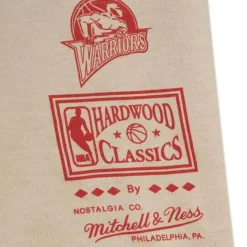 WARRIORS
HARDWOOD
NBA
CLASSICS
By
NOSTALGIA CO.
Mitchell & Ness
PHILADELPHIA, PA.